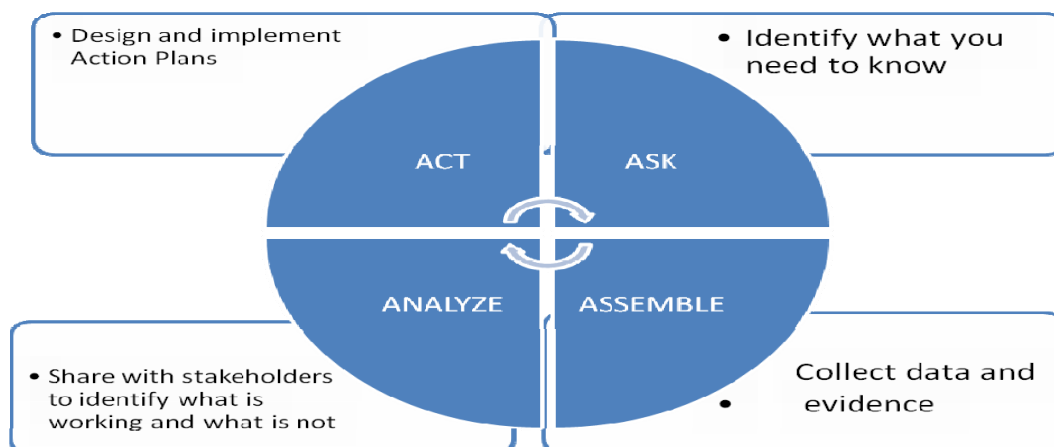 • Design and implement
Action Plans
• Identify what you
need to know
ACT
ASK
ANALYZE
ASSEMBLE
• Share with stakeholders
to identify what is
working and what is not
Collect data and
• evidence